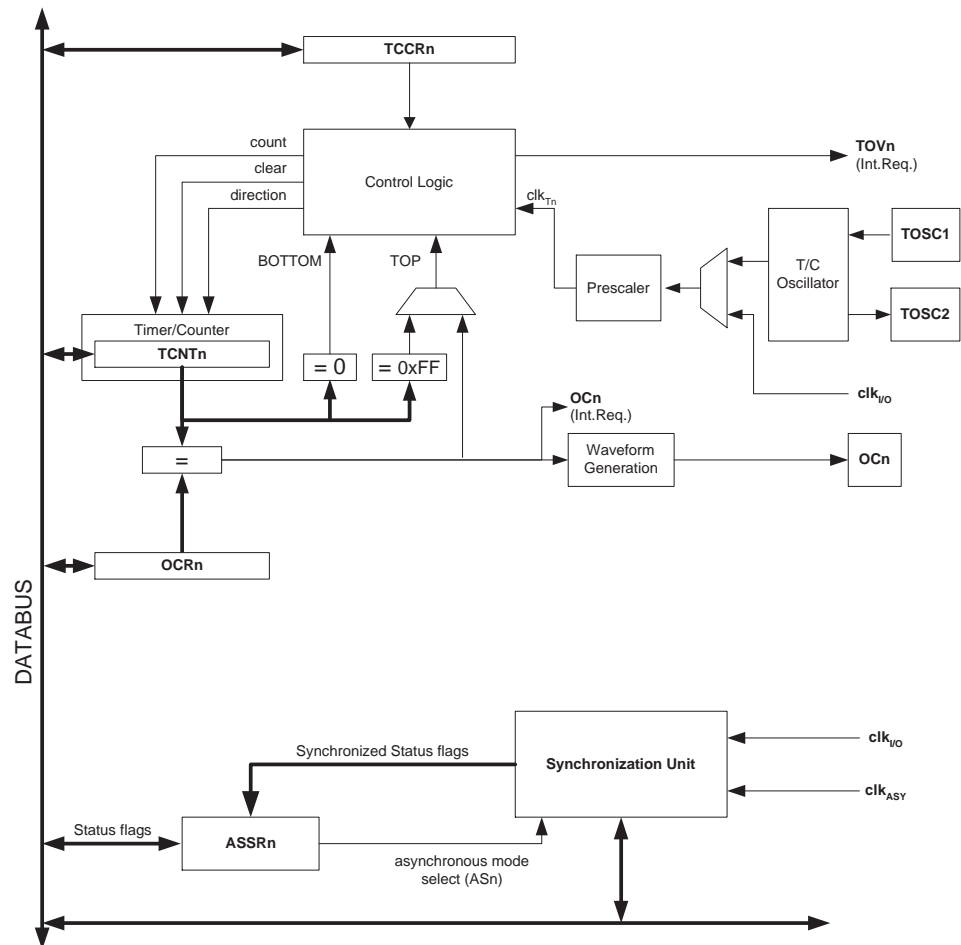 TCCRn
count
clear
direction
Control Logic
TOVn
(Int.Req.)
clkTn
BOTTOM
TOP
Prescaler
T/C
Oscillator
TOSC1
TOSC2
Timer/Counter
TCNTn
= 0
= 0xFF
clkI/O
OCn
(Int.Req.)
=
Waveform
Generation
OCn
OCRn
DATABUS
Synchronized Status flags
Synchronization Unit
clkI/O
clkASY
Status flags
ASSRn
asynchronous mode
select (ASn)